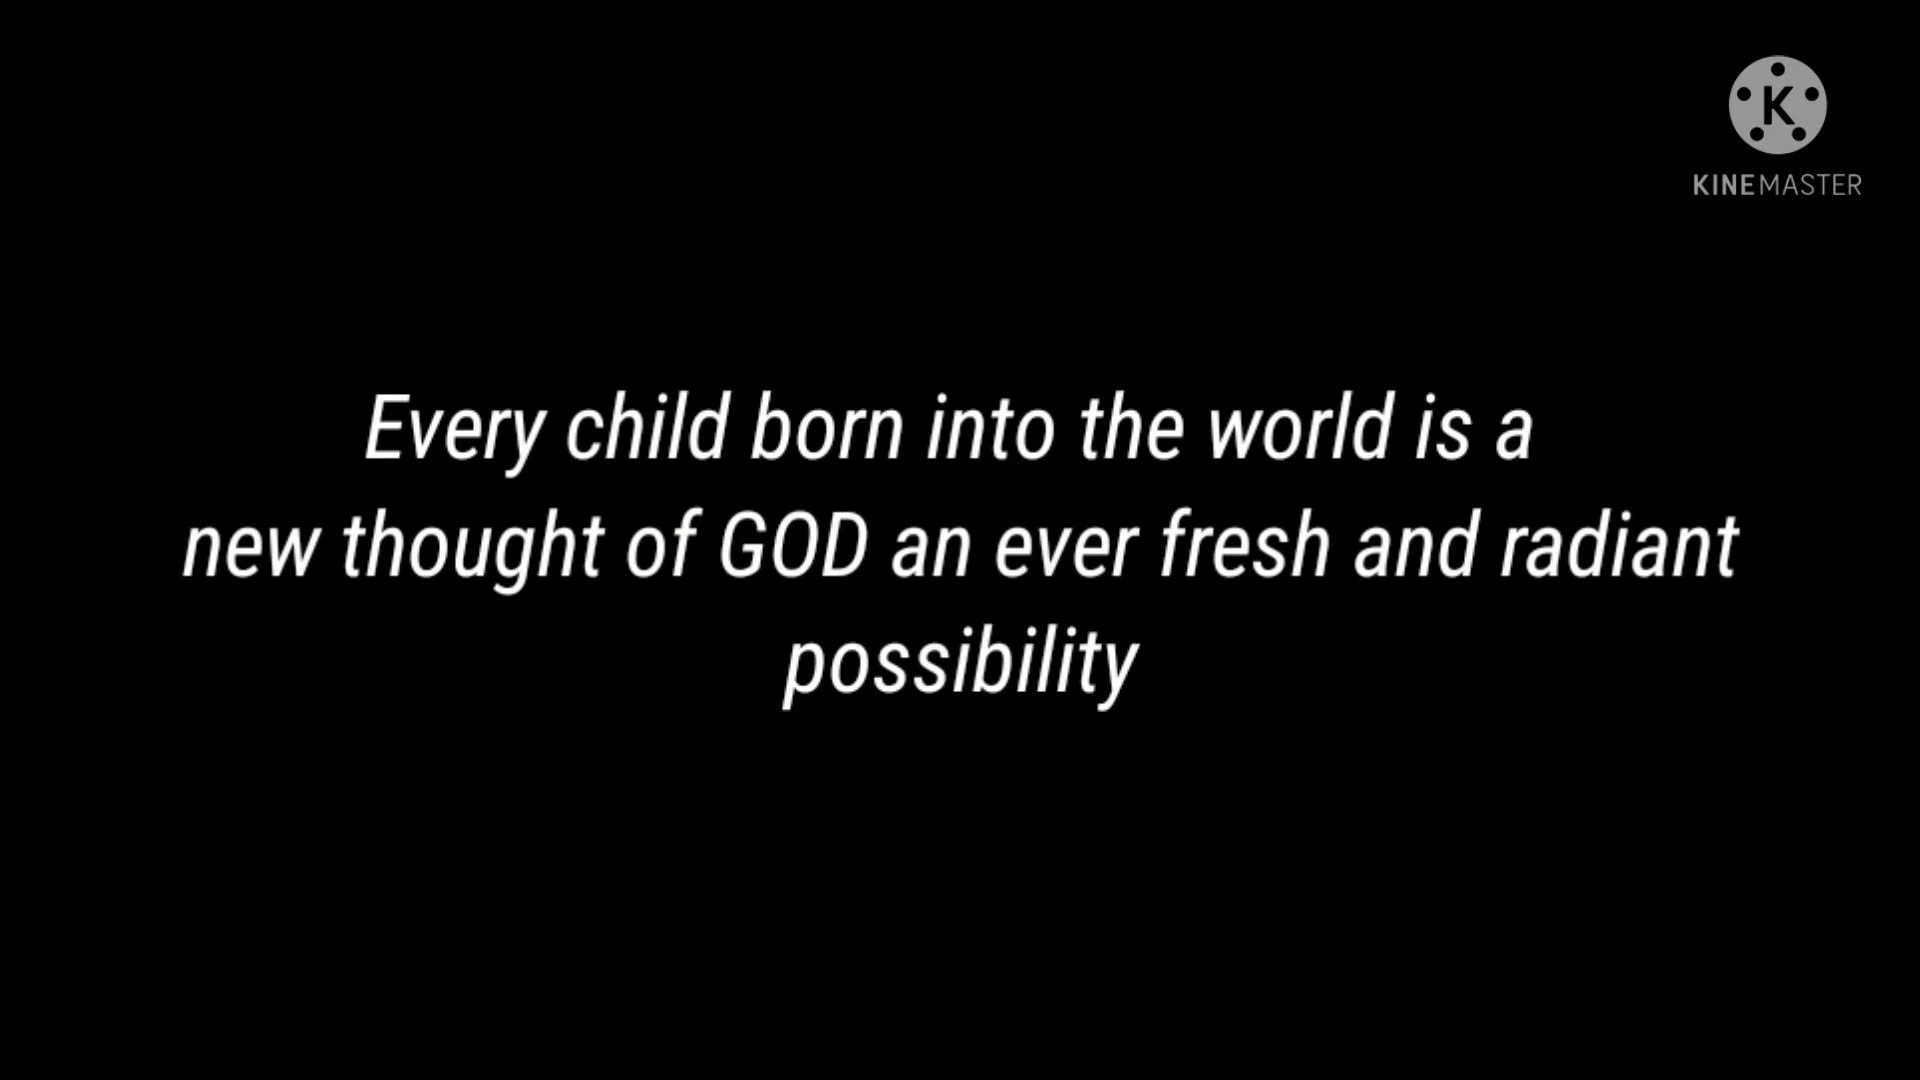 K
KINEMASTER
Every child born into the world is a
new thought of GOD an ever fresh and radiant
possibility